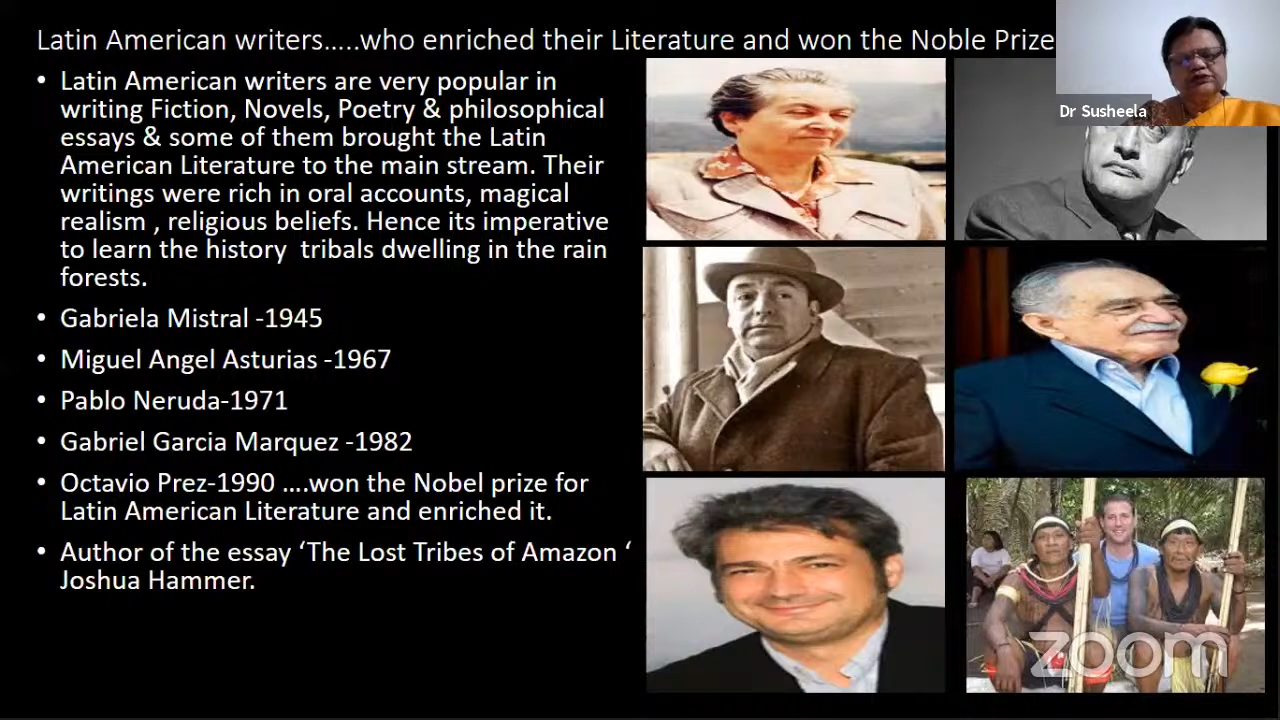 Latin American writers.....who enriched their Literature and won the Noble Prize
• Latin American writers are very popular in
writing Fiction, Novels, Poetry & philosophical
essays & some of them brought the Latin
American Literature to the main stream. Their
writings were rich in oral accounts, magical
realism , religious beliefs. Hence its imperative
to learn the history  tribals dwelling in the rain
forests.
• Gabriela Mistral -1945
• Miguel Angel Asturias -1967
• Pablo Neruda-1971
• Gabriel Garcia Marquez -1982
• Octavio Prez-1990 ….won the Nobel prize for
Latin American Literature and enriched it.
• Author of the essay ‘The Lost Tribes of Amazon ‘
Joshua Hammer.
Dr Susheela
zoom